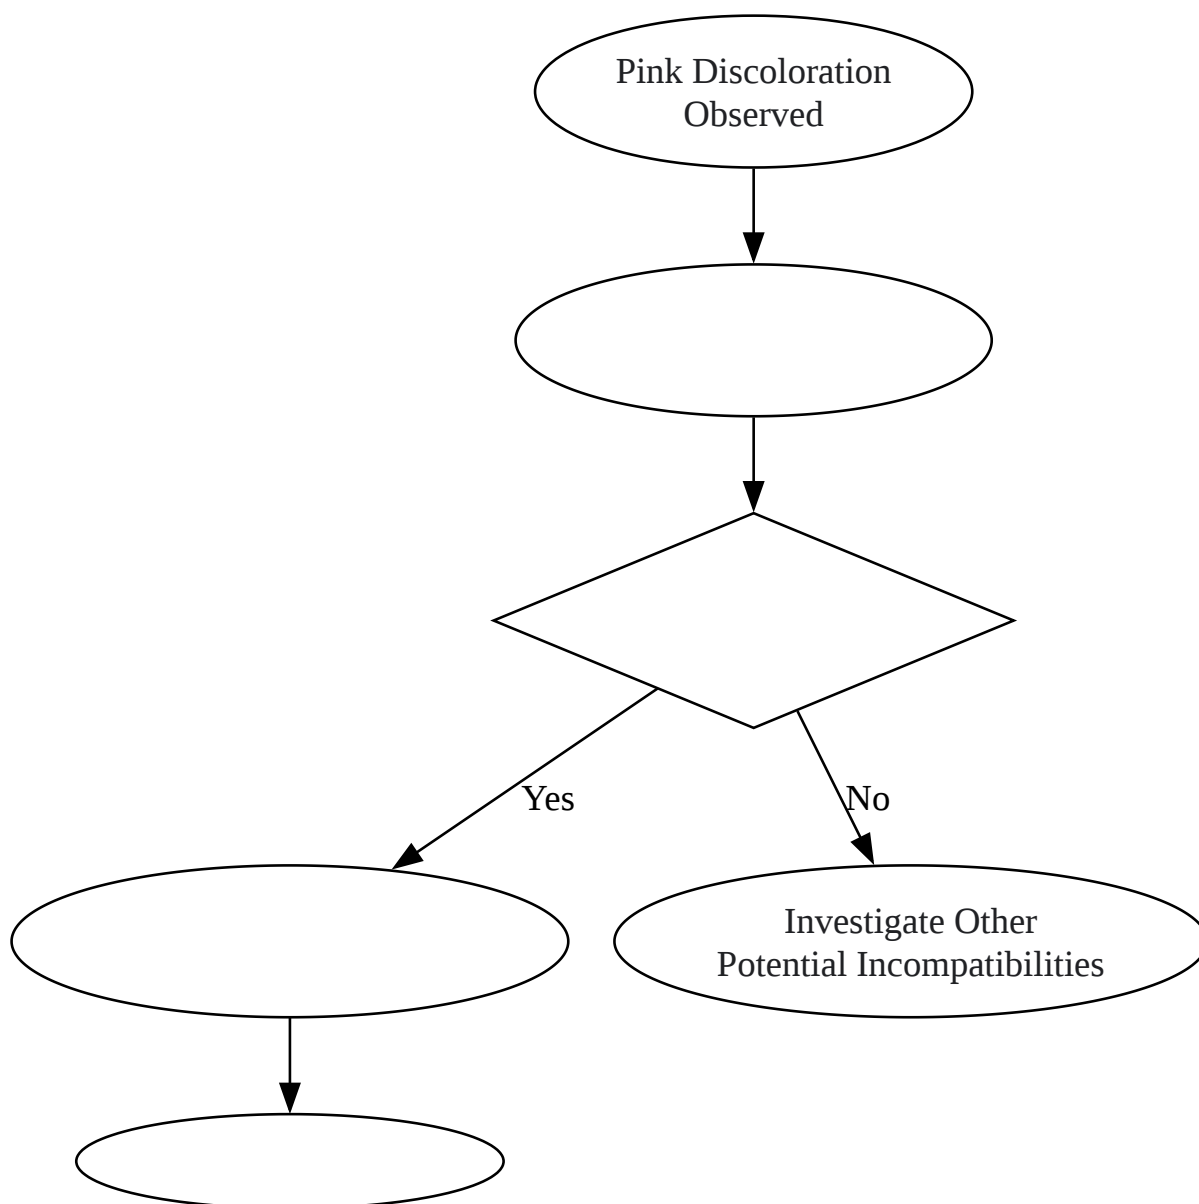 Pink Discoloration
Observed
Yes
No
Investigate Other
Potential Incompatibilities